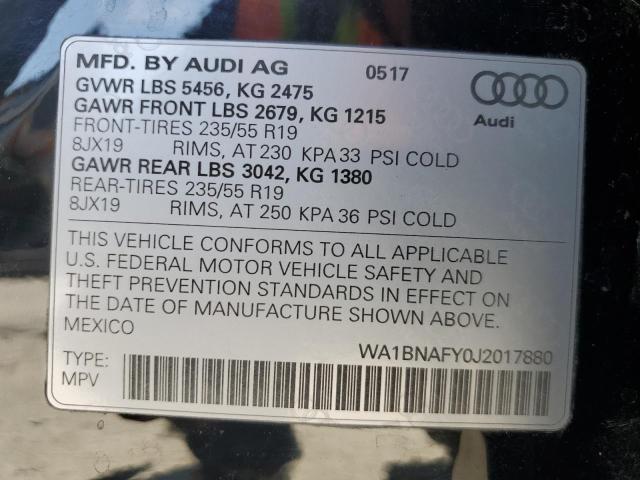 MFD. BY AUDI AG 0517
GVWR LBS 5456, KG 2475
GAWR FRONT LBS 2679, KG 1215
FRONT-TIRES 235/55 R19
8JX19 RIMS, AT 230 KPA 33 PSI COLD
GAWR REAR LBS 3042, KG 1380
REAR-TIRES 235/55 R19
8JX19 RIMS, AT 250 KPA 36 PSI COLD
Audi
THIS VEHICLE CONFORMS TO ALL APPLICABLE
U.S. FEDERAL MOTOR VEHICLE SAFETY AND
THEFT PREVENTION STANDARDS IN EFFECT ON
THE DATE OF MANUFACTURE SHOWN ABOVE.
MEXICO
WA1BNAFY0J2017880
TYPE:
MPV